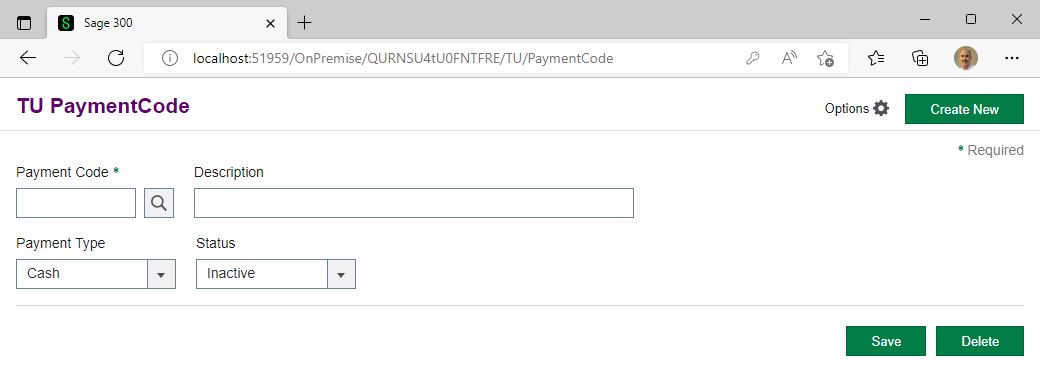 Sage 300
localhost:51959/OnPremise/QURNSU4tU0FNTFRE/TU/PaymentCode
TU PaymentCode
Options
Create New
* Required
Payment Code *
Description
Payment Type
Status
Cash
Inactive
Save
Delete